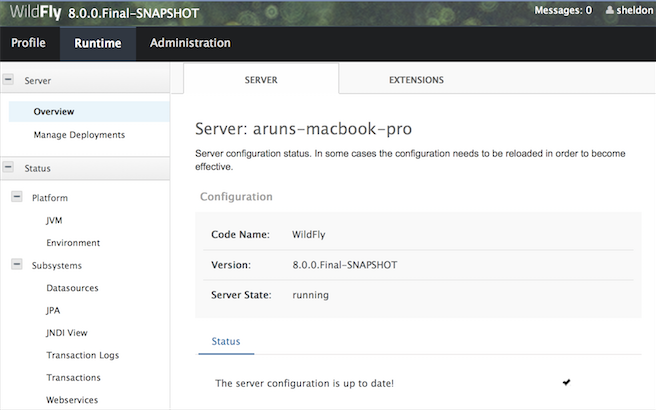 WildFly 8.0.0.Final-SNAPSHOT
Messages: 0 sheldon
Profile Runtime Administration
Server
Overview
Manage Deployments
Status
Platform
JVM
Environment
Subsystems
Datasources
JPA
JNDI View
Transaction Logs
Transactions
Webservices
SERVER EXTENSIONS
Server: aruns-macbook-pro
Server configuration status. In some cases the configuration needs to be reloaded in order to become
effective.
Configuration
Code Name: WildFly
Version: 8.0.0.Final-SNAPSHOT
Server State: running
Status
The server configuration is up to date!